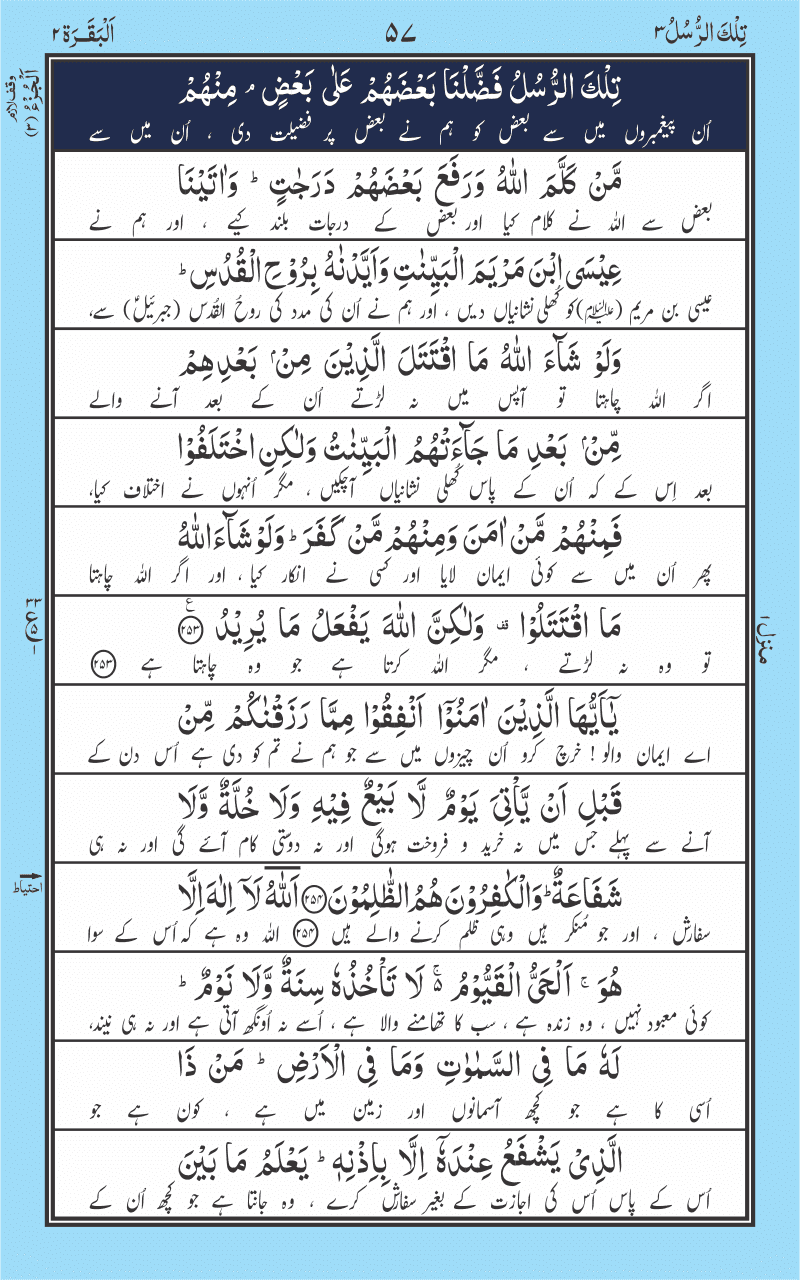 تِلْكَ الرُّسُلُ ٣
٥٧
اَلْبَقَـرَة ٢
وقف لازم
اَلْجُزْءُ (٣)
تِلْكَ الرُّسُلُ فَضَّلْنَا بَعْضَهُمْ عَلٰى بَعْضٍ ۘ مِنْهُمْ
اُن پیغمبروں میں سے بعض کو ہم نے بعض پر فضیلت دی ، اُن میں سے
مَّنْ كَلَّمَ اللّٰهُ وَرَفَعَ بَعْضَهُمْ دَرَجٰتٍ ؕ وَاٰتَيْنَا
بعض سے اللہ نے کلام کیا اور بعض کے درجات بلند کیے ، اور ہم نے
عِيْسَى ابْنَ مَرْيَمَ الْبَيِّنٰتِ وَاَيَّدْنٰهُ بِرُوْحِ الْقُدُسِ ؕ
عیسی بن مریم (علیہ السلام) کو کھلی نشانیاں دیں ، اور ہم نے اُن کی مدد کی روحُ القُدس (جبرئیلؑ) سے،
وَلَوْ شَآءَ اللّٰهُ مَا اقْتَتَلَ الَّذِيْنَ مِنْۢ بَعْدِهِمْ
اگر اللہ چاہتا تو آپس میں نہ لڑتے اُن کے بعد آنے والے
مِّنْۢ بَعْدِ مَا جَآءَتْهُمُ الْبَيِّنٰتُ وَلٰكِنِ اخْتَلَفُوْا
بعد اِس کے کہ اُن کے پاس کُھلی نشانیاں آچکیں ، مگر اُنہوں نے اختلاف کیا،
فَمِنْهُمْ مَّنْ اٰمَنَ وَمِنْهُمْ مَّنْ كَفَرَ ؕ وَلَوْ شَآءَ اللّٰهُ
پھر اُن میں سے کوئی ایمان لایا اور کسی نے انکار کیا ، اور اگر اللہ چاہتا
مَا اقْتَتَلُوْا ۟ وَلٰكِنَّ اللّٰهَ يَفْعَلُ مَا يُرِيْدُ ﴿٢٥٣﴾ ع
تو وہ نہ لڑتے ، مگر اللہ کرتا ہے جو وہ چاہتا ہے ﴿٢٥٣﴾
منزل ١
يٰٓاَيُّهَا الَّذِيْنَ اٰمَنُوْٓا اَنْفِقُوْا مِمَّا رَزَقْنٰكُمْ مِّنْ
اے ایمان والو ! خرچ کرو اُن چیزوں میں سے جو ہم نے تم کو دی ہے اُس دن کے
قَبْلِ اَنْ يَّاْتِيَ يَوْمٌ لَّا بَيْعٌ فِيْهِ وَلَا خُلَّةٌ وَّلَا
آنے سے پہلے جس میں نہ خرید و فروخت ہوگی اور نہ دوستی کام آئے گی اور نہ ہی
شَفَاعَةٌ ؕ وَالْكٰفِرُوْنَ هُمُ الظّٰلِمُوْنَ ﴿٢٥٤﴾ اَللّٰهُ لَآ اِلٰهَ اِلَّا
احتیاط
سفارش ، اور جو مُنکر ہیں وہی ظلم کرنے والے ہیں ﴿٢٥٤﴾ اللہ وہ ہے کہ اُس کے سوا
هُوَ ۚ اَلْحَيُّ الْقَيُّوْمُ ۬ۚ لَا تَاْخُذُهٗ سِنَةٌ وَّلَا نَوْمٌ ؕ
کوئی معبود نہیں ، وہ زندہ ہے ، سب کا تھامنے والا ہے ، اُسے نہ اُونگھ آتی ہے اور نہ ہی نیند،
لَهٗ مَا فِي السَّمٰوٰتِ وَمَا فِي الْاَرْضِ ؕ مَنْ ذَا
اُسی کا ہے جو کُچھ آسمانوں اور زمین میں ہے ، کون ہے جو
الَّذِيْ يَشْفَعُ عِنْدَهٗٓ اِلَّا بِاِذْنِهٖ ؕ يَعْلَمُ مَا بَيْنَ
اُس کے پاس اُس کی اجازت کے بغیر سفارش کرے ، وہ جانتا ہے جو کُچھ اُن کے